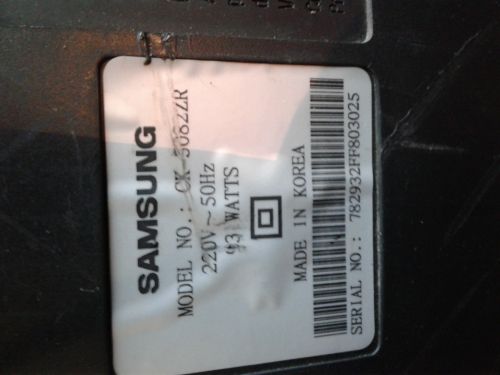 SAMSUNG
MODEL NO.: CK-5082ZR
220V~50Hz
93 WATTS
MADE IN KOREA
SERIAL NO.: 782932FF803025